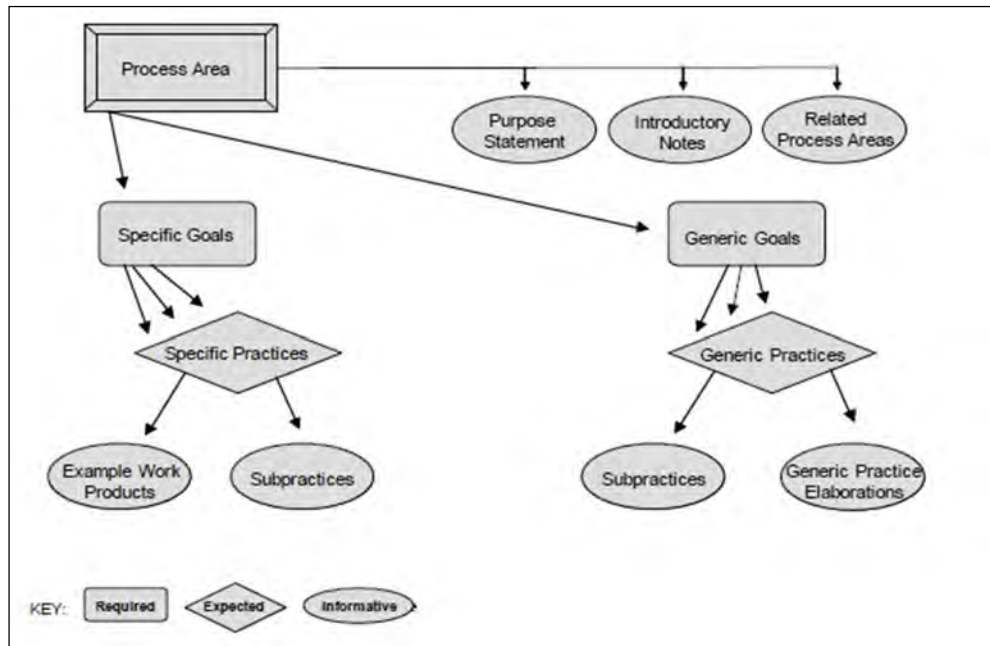 Process Area
Purpose
Statement
Introductory
Notes
Related
Process Areas
Specific Goals
Generic Goals
Specific Practices
Generic Practices
Example Work
Products
Subpractices
Subpractices
Generic Practice
Elaborations
KEY:
Required
Expected
Informative